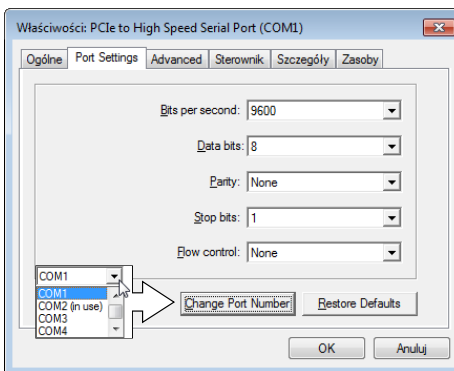 Właściwości: PCIe to High Speed Serial Port (COM1)
Ogólne Port Settings Advanced Sterownik Szczegóły Zasoby
Bits per second: 9600
Data bits: 8
Parity: None
Stop bits: 1
Flow control: None
COM1
COM1
COM2 (in use)
COM3
COM4
Change Port Number Restore Defaults
OK Anuluj